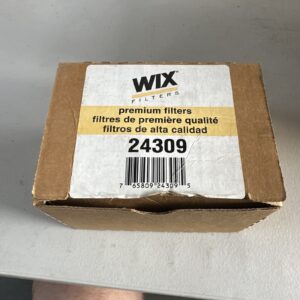 WIX®
FILTERS
premium filters
filtres de première qualité
filtros de alta calidad
24309
7 65809 24309 5